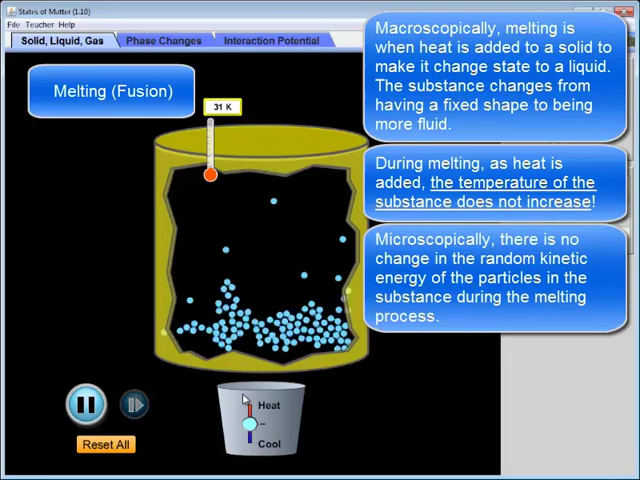 States of Matter (1.10)
File Teacher Help
Solid, Liquid, Gas
Phase Changes
Interaction Potential
Melting (Fusion)
31 K
Macroscopically, melting is
when heat is added to a solid to
make it change state to a liquid.
The substance changes from
having a fixed shape to being
more fluid.
During melting, as heat is
added, the temperature of the
substance does not increase!
Microscopically, there is no
change in the random kinetic
energy of the particles in the
substance during the melting
process.
Heat
Cool
Reset All